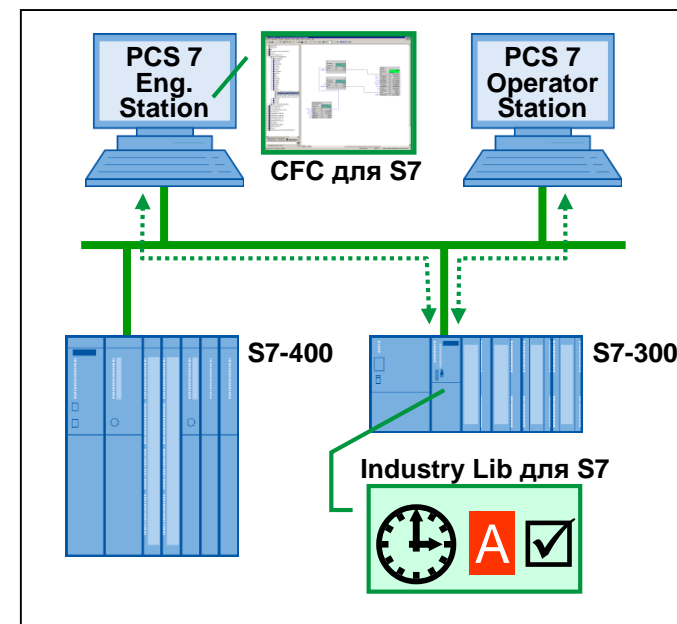 PCS 7
Eng.
Station
PCS 7
Operator
Station
CFC для S7
S7-400
S7-300
Industry Lib для S7
A